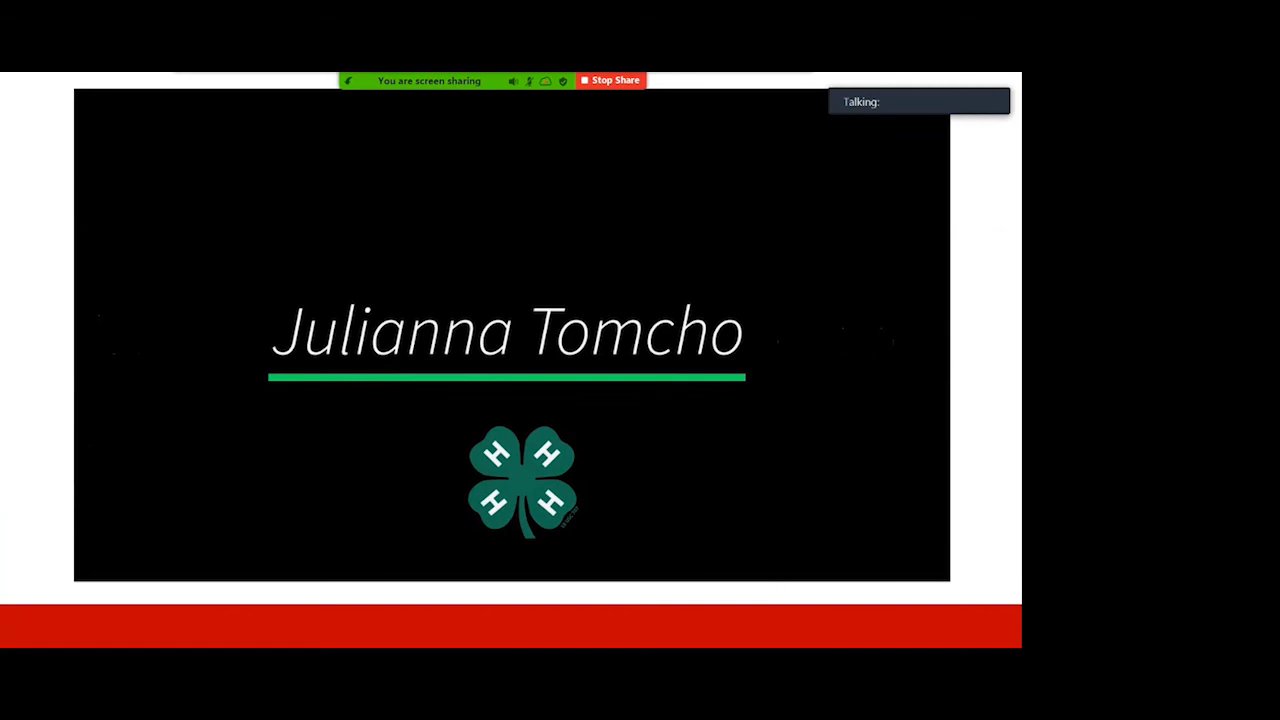 You are screen sharing
Stop Share
Talking:
Julianna Tomcho
H H
H H